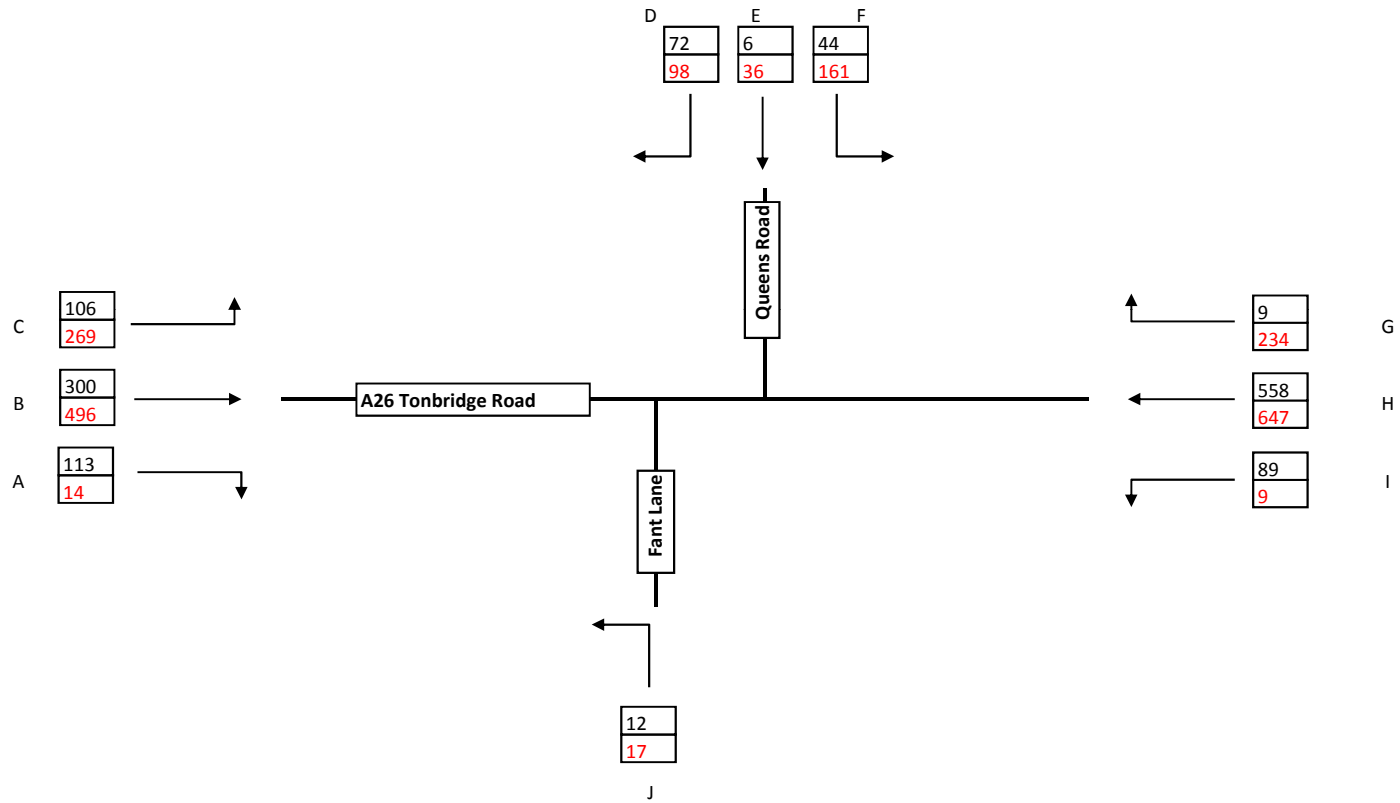 D E F
72 6 44
98 36 161
Queens Road
C 106 9 G
269 234
B 300 558 H
496 647
A26 Tonbridge Road
A 113 89 I
14 9
Fant Lane
12
17
J